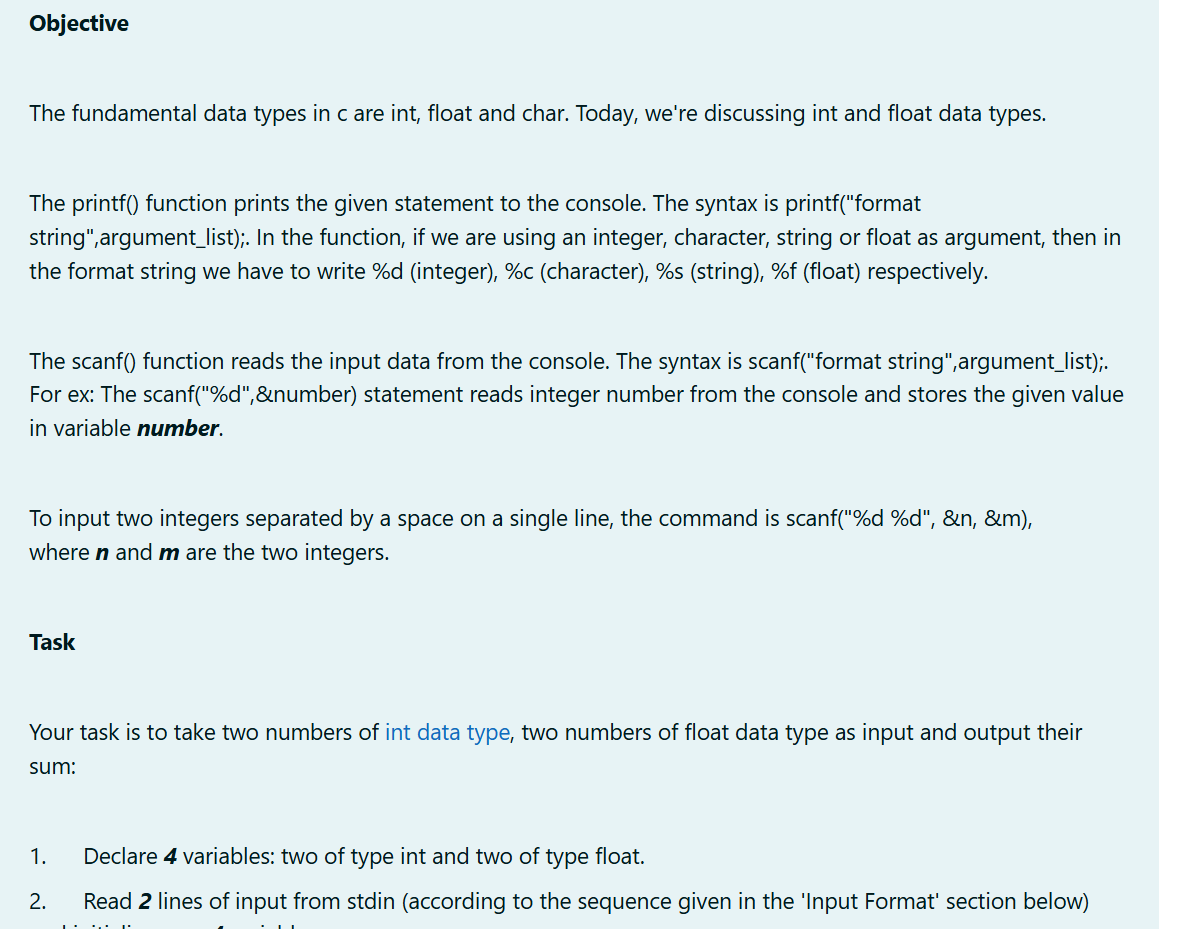 Objective
The fundamental data types in c are int, float and char. Today, we're discussing int and float data types.
The printf() function prints the given statement to the console. The syntax is printf("format
string",argument_list);. In the function, if we are using an integer, character, string or float as argument, then in
the format string we have to write %d (integer), %c (character), %s (string), %f (float) respectively.
The scanf() function reads the input data from the console. The syntax is scanf("format string",argument_list);.
For ex: The scanf("%d",&number) statement reads integer number from the console and stores the given value
in variable number.
To input two integers separated by a space on a single line, the command is scanf("%d %d", &n, &m),
where n and m are the two integers.
Task
Your task is to take two numbers of int data type, two numbers of float data type as input and output their
sum:
1. Declare 4 variables: two of type int and two of type float.
2. Read 2 lines of input from stdin (according to the sequence given in the 'Input Format' section below)